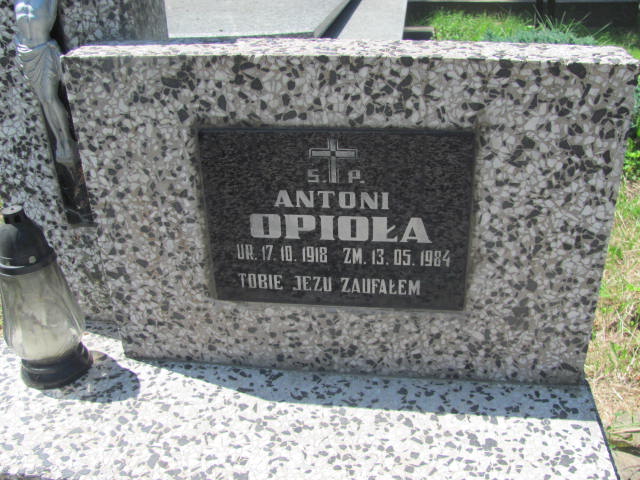 Ś. P.
ANTONI
OPIOŁA
UR. 17. 10. 1918 ZM. 13. 05. 1984
TOBIE JEZU ZAUFAŁEM